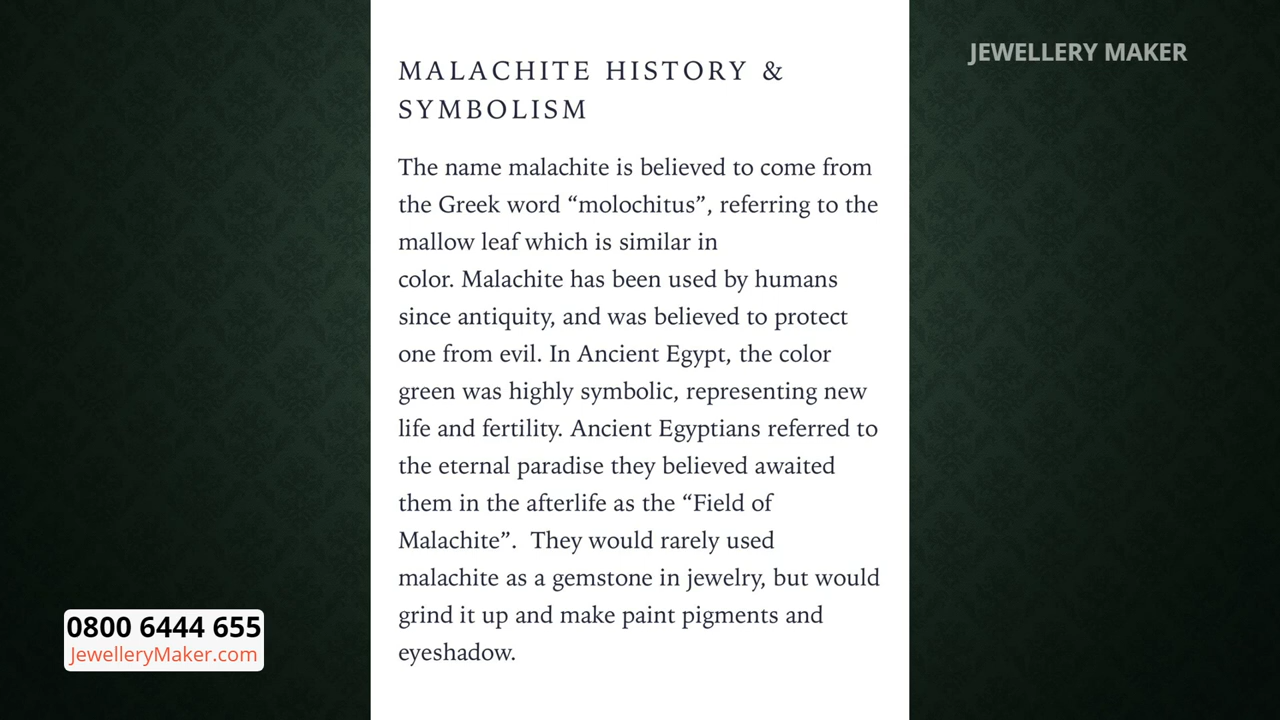 JEWELLERY MAKER
MALACHITE HISTORY &
SYMBOLISM
The name malachite is believed to come from
the Greek word “molochitus”, referring to the
mallow leaf which is similar in
color. Malachite has been used by humans
since antiquity, and was believed to protect
one from evil. In Ancient Egypt, the color
green was highly symbolic, representing new
life and fertility. Ancient Egyptians referred to
the eternal paradise they believed awaited
them in the afterlife as the “Field of
Malachite”.  They would rarely used
malachite as a gemstone in jewelry, but would
grind it up and make paint pigments and
eyeshadow.
0800 6444 655
JewelleryMaker.com